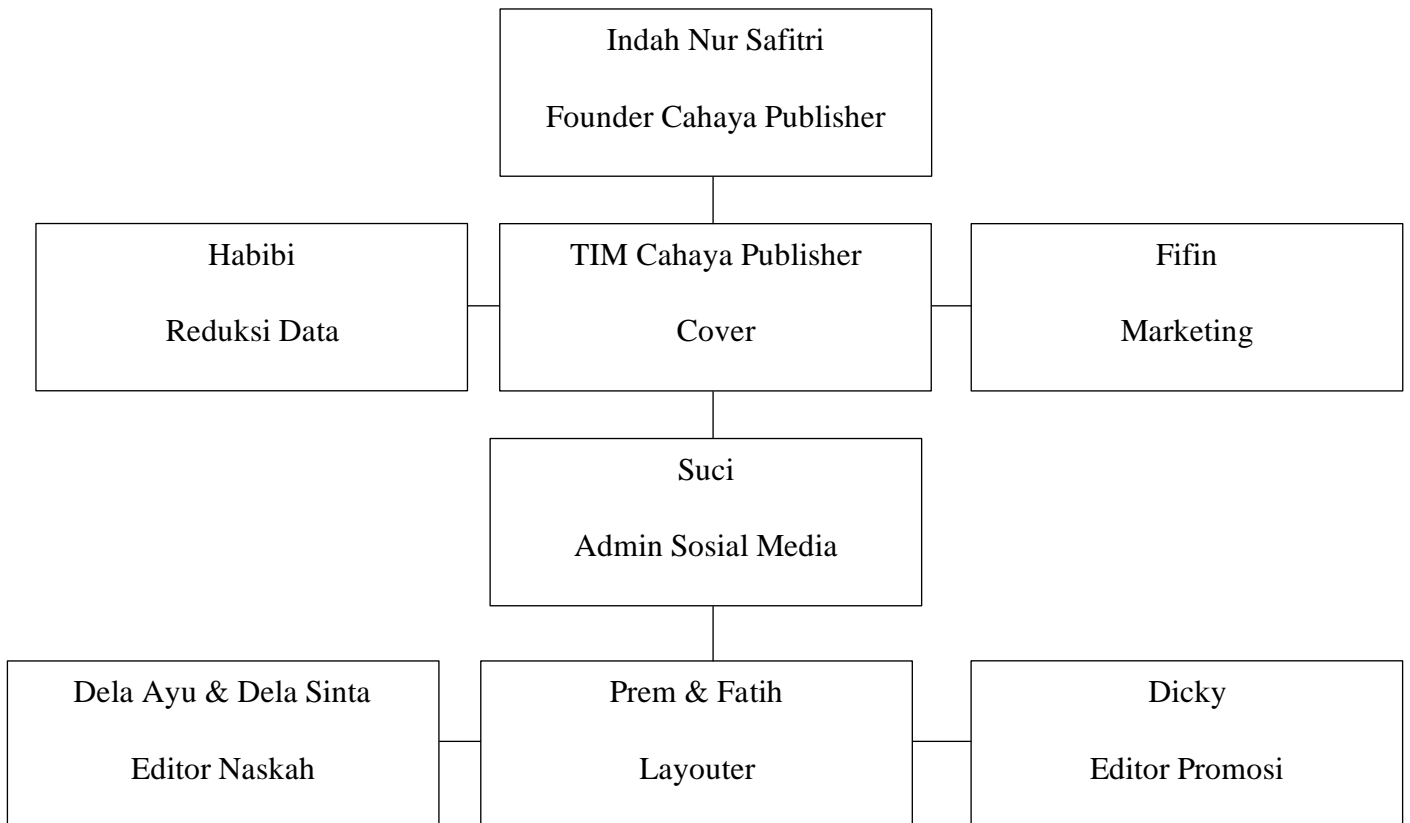 Indah Nur Safitri
Founder Cahaya Publisher
Habibi
Reduksi Data
TIM Cahaya Publisher
Cover
Fifin
Marketing
Suci
Admin Sosial Media
Dela Ayu & Dela Sinta
Editor Naskah
Prem & Fatih
Layouter
Dicky
Editor Promosi